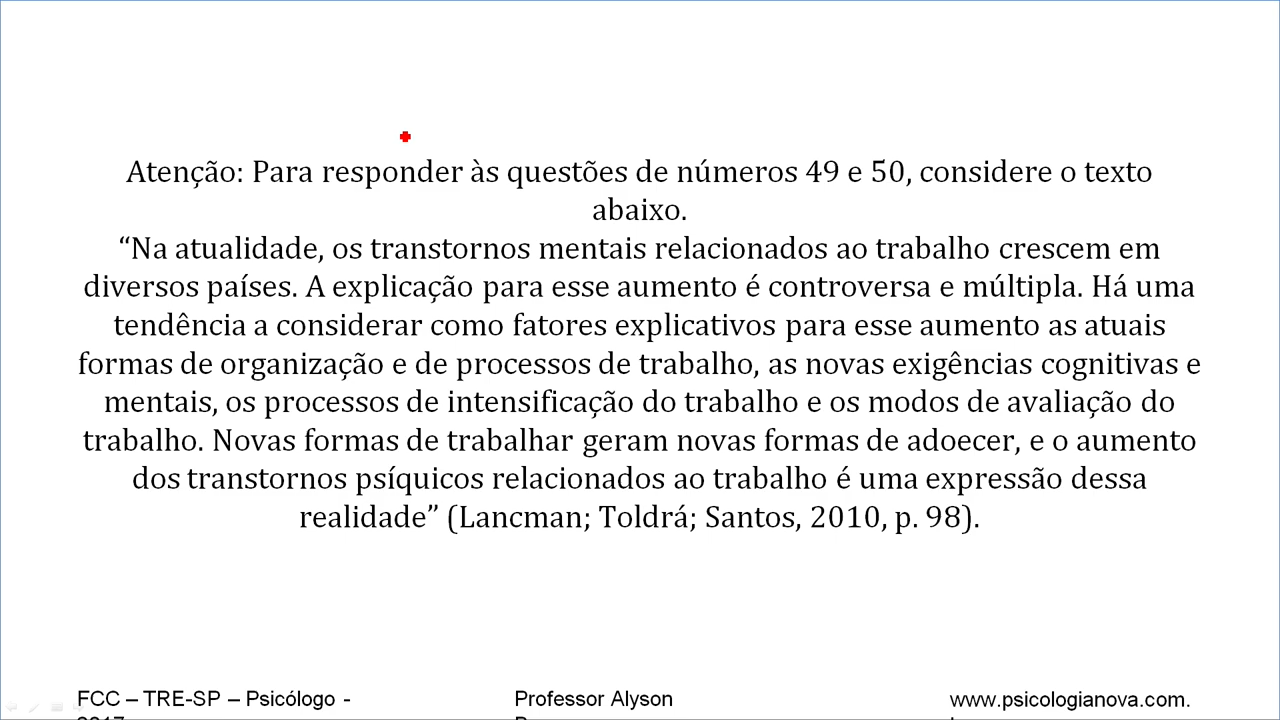 Atenção: Para responder às questões de números 49 e 50, considere o texto
abaixo.
“Na atualidade, os transtornos mentais relacionados ao trabalho crescem em
diversos países. A explicação para esse aumento é controversa e múltipla. Há uma
tendência a considerar como fatores explicativos para esse aumento as atuais
formas de organização e de processos de trabalho, as novas exigências cognitivas e
mentais, os processos de intensificação do trabalho e os modos de avaliação do
trabalho. Novas formas de trabalhar geram novas formas de adoecer, e o aumento
dos transtornos psíquicos relacionados ao trabalho é uma expressão dessa
realidade” (Lancman; Toldrá; Santos, 2010, p. 98).
FCC – TRE-SP – Psicólogo -
2017
Professor Alyson
www.psicologianova.com.